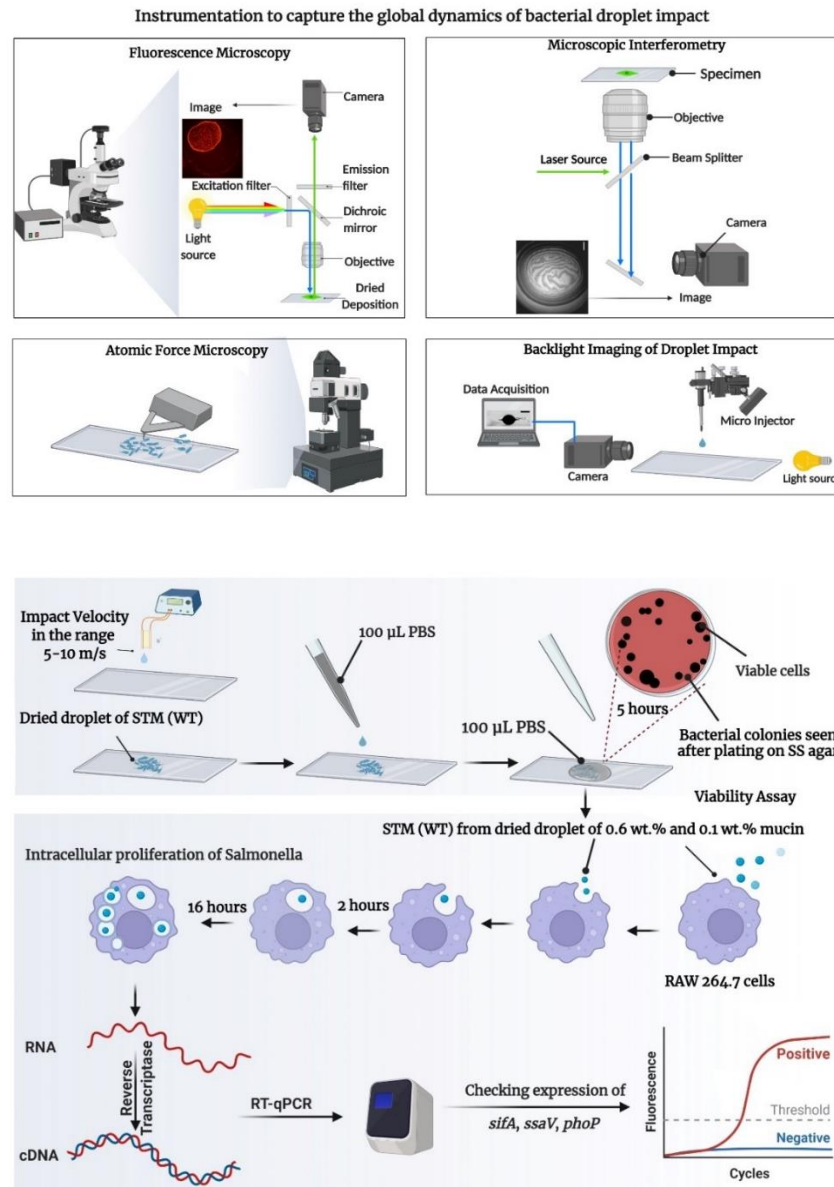 Instrumentation to capture the global dynamics of bacterial droplet impact
Fluorescence Microscopy
Camera
Image
Emission
filter
Excitation filter
Dichroic
mirror
Light
source
Objective
Dried
Deposition
Microscopic Interferometry
Specimen
Objective
Laser Source
Beam Splitter
Camera
Image
Atomic Force Microscopy
Backlight Imaging of Droplet Impact
Data Acquisition
Micro Injector
Camera
Light sourc
Impact Velocity
in the range
5-10 m/s
Dried droplet of STM (WT)
100 µL PBS
100 µL PBS
5 hours
Viable cells
Bacterial colonies seen
after plating on SS agar
Viability Assay
STM (WT) from dried droplet of 0.6 wt.% and 0.1 wt.% mucin
Intracellular proliferation of Salmonella
16 hours
2 hours
RAW 264.7 cells
RNA
Reverse
Transcriptase
cDNA
RT-qPCR
Checking expression of
sifA, ssaV, phoP
Fluorescence
Positive
Threshold
Negative
Cycles